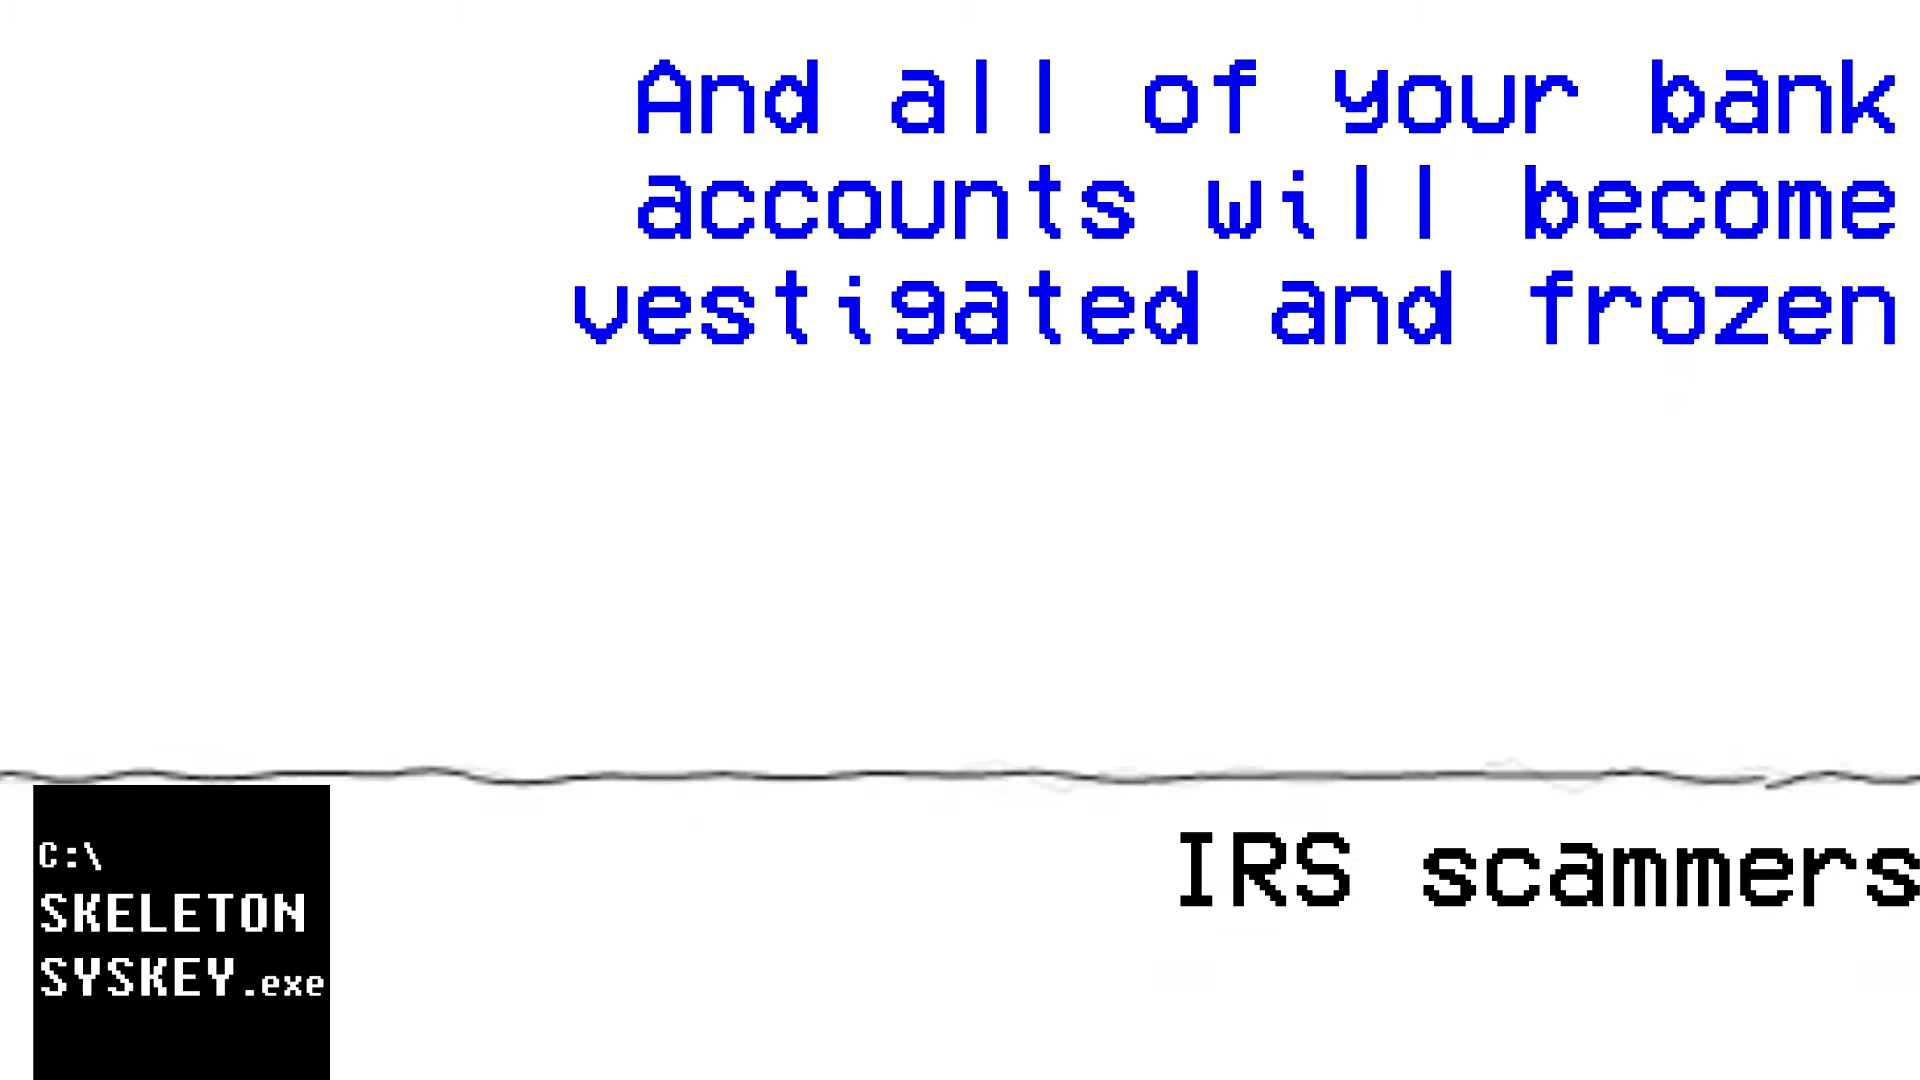 And all of your bank
accounts will become
vestigated and frozen
C:\
SKELETON
SYSKEY.exe
IRS scammers